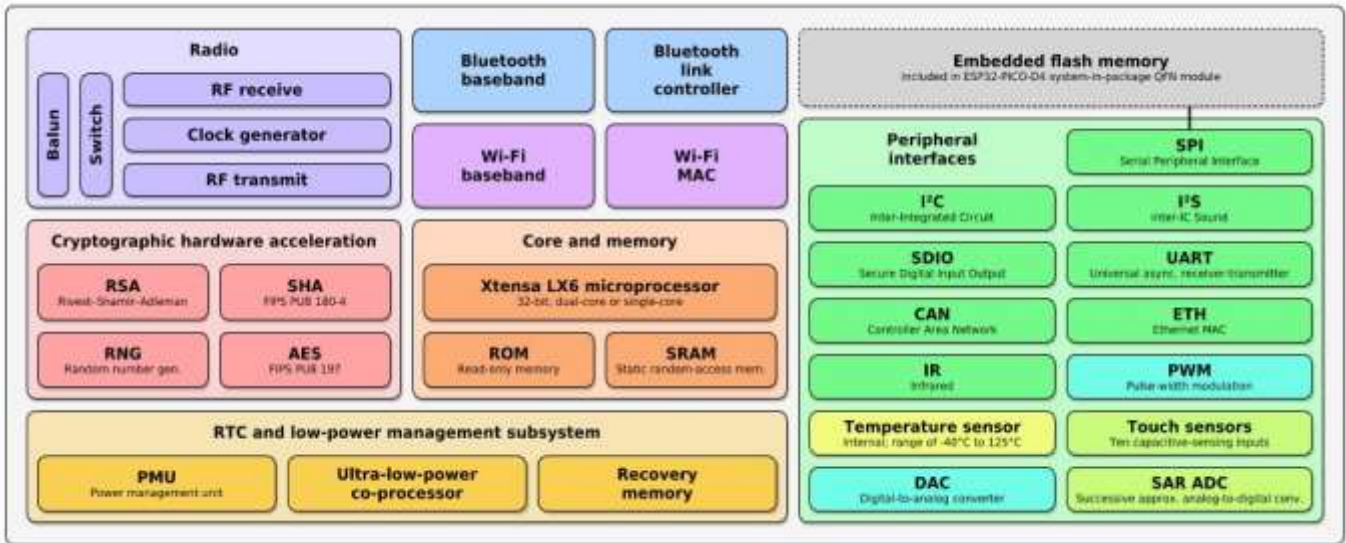 Radio
Balun
Switch
RF receive
Clock generator
RF transmit
Bluetooth
baseband
Bluetooth
link
controller
Wi-Fi
baseband
Wi-Fi
MAC
Embedded flash memory
Included in ESP32-PICO-D4 system-in-package QFN module
Cryptographic hardware acceleration
RSA
Rivest–Shamir–Adleman
SHA
FIPS PUB 180-4
RNG
Random number gen.
AES
FIPS PUB 197
Core and memory
Xtensa LX6 microprocessor
32-bit, dual-core or single-core
ROM
Read-only memory
SRAM
Static random-access mem.
RTC and low-power management subsystem
PMU
Power management unit
Ultra-low-power
co-processor
Recovery
memory
Peripheral
interfaces
SPI
Serial Peripheral Interface
I²C
Inter-Integrated Circuit
I²S
Inter-IC Sound
SDIO
Secure Digital Input Output
UART
Universal async. receiver-transmitter
CAN
Controller Area Network
ETH
Ethernet MAC
IR
Infrared
PWM
Pulse-width modulation
Temperature sensor
Internal; range of -40°C to 125°C
Touch sensors
Ten capacitive-sensing inputs
DAC
Digital-to-analog converter
SAR ADC
Successive approx. analog-to-digital conv.